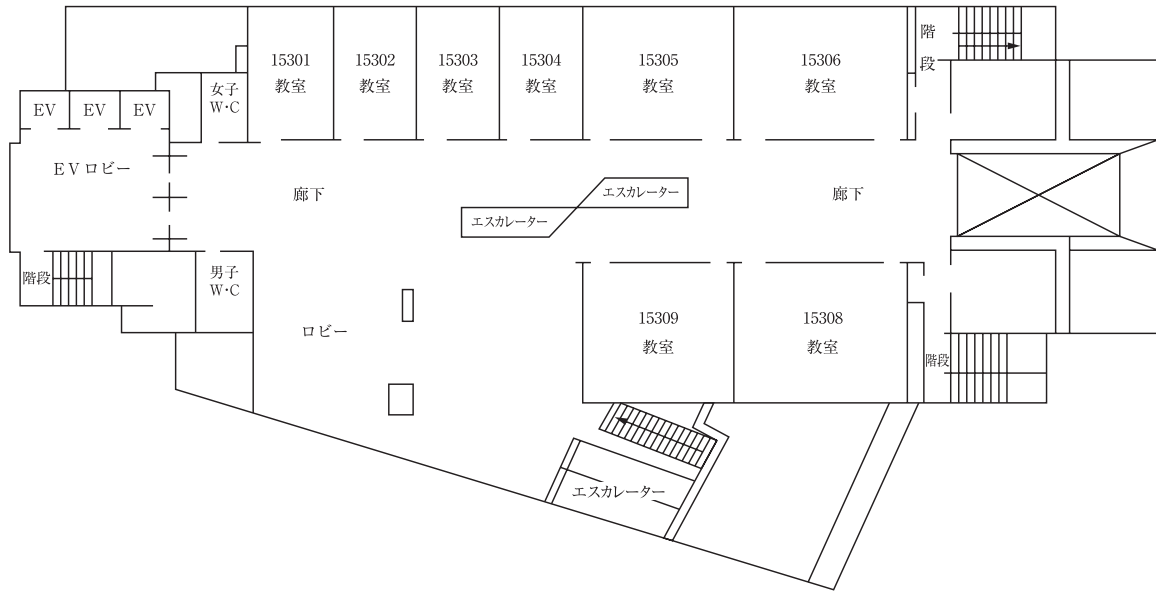 15301
教室
15302
教室
15303
教室
15304
教室
15305
教室
15306
教室
階
段
女子
W・C
EV
EV
EV
EVロビー
廊下
エスカレーター
エスカレーター
廊下
階段
男子
W・C
ロビー
15309
教室
15308
教室
階段
エスカレーター